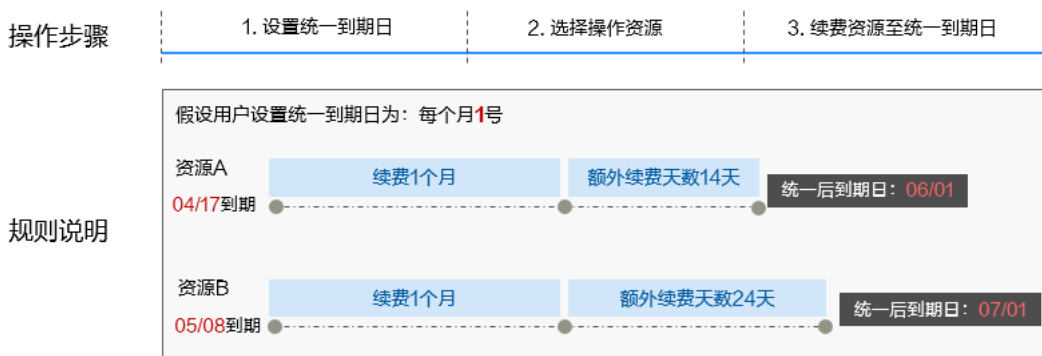 操作步骤
1. 设置统一到期日
2. 选择操作资源
3. 续费资源至统一到期日
规则说明
假设用户设置统一到期日为：每个月1号
资源A
续费1个月
额外续费天数14天
04/17到期
统一后到期日：06/01
资源B
续费1个月
额外续费天数24天
05/08到期
统一后到期日：07/01